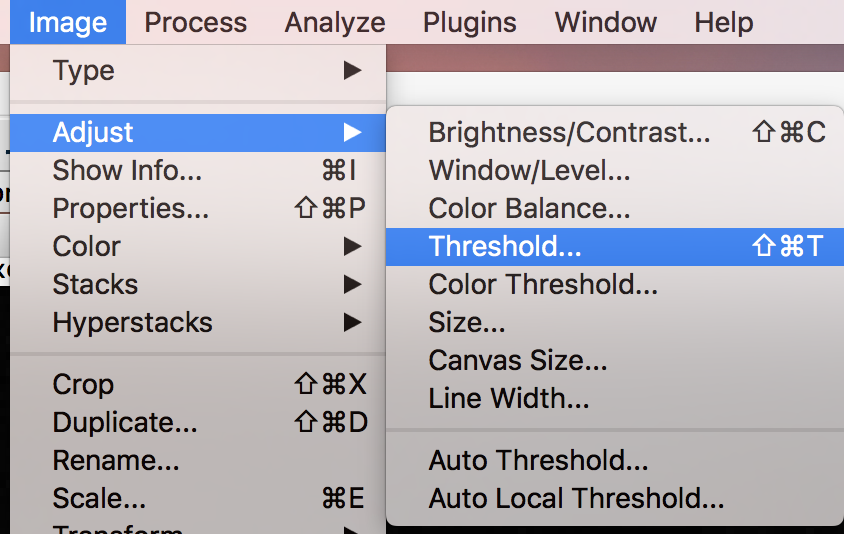 Image Process Analyze Plugins Window Help
Type ▶
Adjust ▶
Show Info... ⌘I
Properties... ⇧⌘P
Color ▶
Stacks ▶
Hyperstacks ▶
Crop ⇧⌘X
Duplicate... ⇧⌘D
Rename...
Scale... ⌘E
Transform ▶
Brightness/Contrast... ⇧⌘C
Window/Level...
Color Balance...
Threshold... ⇧⌘T
Color Threshold...
Size...
Canvas Size...
Line Width...
Auto Threshold...
Auto Local Threshold...